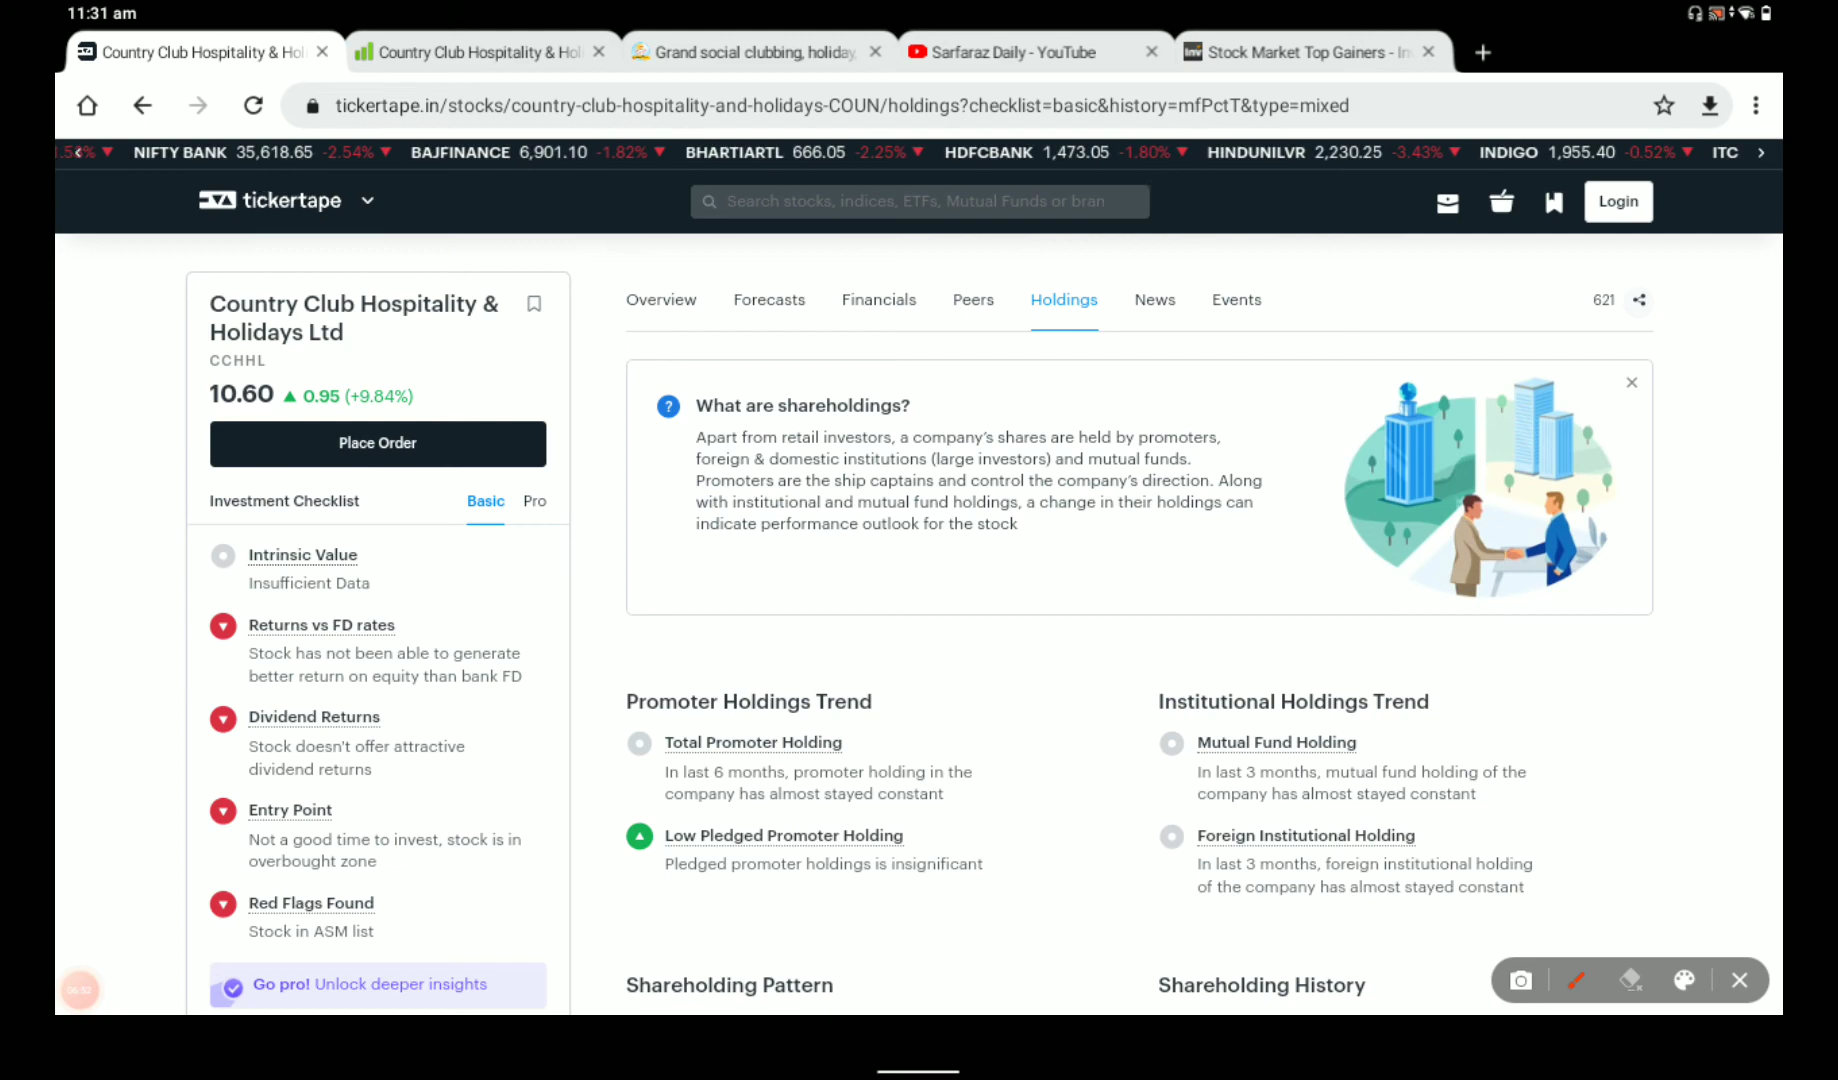 11:31 am
Country Club Hospitality & Hol
Country Club Hospitality & Hol
Grand social clubbing, holiday,
Sarfaraz Daily - YouTube
Stock Market Top Gainers - In
tickertape.in/stocks/country-club-hospitality-and-holidays-COUN/holdings?checklist=basic&history=mfPctT&type=mixed
NIFTY BANK 35,618.65 -2.54% ▼ BAJFINANCE 6,901.10 -1.82% ▼ BHARTIARTL 666.05 -2.25% ▼ HDFCBANK 1,473.05 -1.80% ▼ HINDUNILVR 2,230.25 -3.43% ▼ INDIGO 1,955.40 -0.52% ▼ ITC
tickertape
Search stocks, indices, ETFs, Mutual Funds or bran
Login
Country Club Hospitality &
Holidays Ltd
CCHHL
10.60 ▲ 0.95 (+9.84%)
Place Order
Investment Checklist Basic Pro
Intrinsic Value
Insufficient Data
Returns vs FD rates
Stock has not been able to generate
better return on equity than bank FD
Dividend Returns
Stock doesn't offer attractive
dividend returns
Entry Point
Not a good time to invest, stock is in
overbought zone
Red Flags Found
Stock in ASM list
Go pro! Unlock deeper insights
Overview Forecasts Financials Peers Holdings News Events 621
What are shareholdings?
Apart from retail investors, a company's shares are held by promoters,
foreign & domestic institutions (large investors) and mutual funds.
Promoters are the ship captains and control the company's direction. Along
with institutional and mutual fund holdings, a change in their holdings can
indicate performance outlook for the stock
Promoter Holdings Trend
Total Promoter Holding
In last 6 months, promoter holding in the
company has almost stayed constant
Low Pledged Promoter Holding
Pledged promoter holdings is insignificant
Institutional Holdings Trend
Mutual Fund Holding
In last 3 months, mutual fund holding of the
company has almost stayed constant
Foreign Institutional Holding
In last 3 months, foreign institutional holding
of the company has almost stayed constant
Shareholding Pattern
Shareholding History